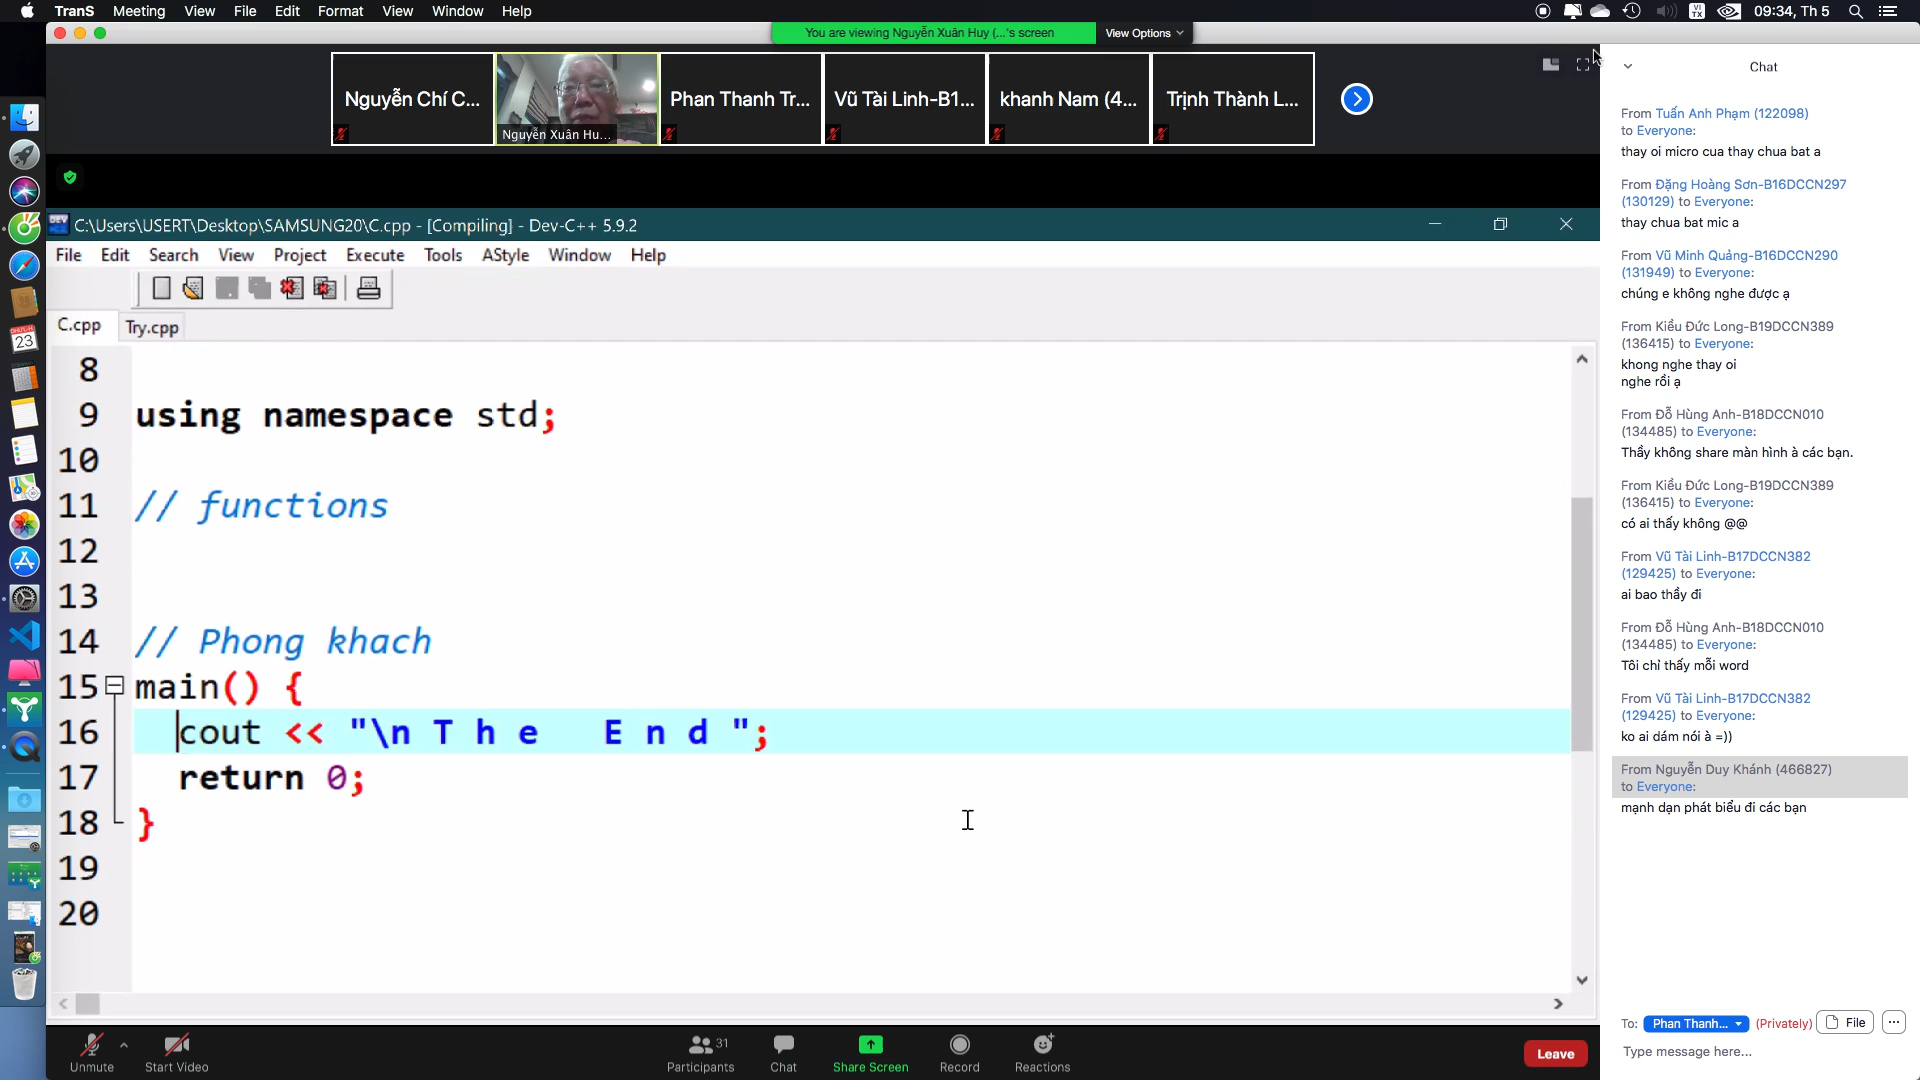 TranS Meeting View File Edit Format View Window Help
VI
TX
09:34, Th 5
You are viewing Nguyễn Xuân Huy (...'s screen
View Options
Nguyễn Chí C...
Nguyễn Xuân Hu...
Phan Thanh Tr...
Vũ Tài Linh-B1...
khanh Nam (4...
Trịnh Thành L...
C:\Users\USERT\Desktop\SAMSUNG20\C.cpp - [Compiling] - Dev-C++ 5.9.2
File Edit Search View Project Execute Tools AStyle Window Help
C.cpp Try.cpp
8
9 using namespace std;
10
11 // functions
12
13
14 // Phong khach
15 main() {
16 cout << "\n T h e   E n d ";
17 return 0;
18 }
19
20
23
Unmute
Start Video
31
Participants
Chat
Share Screen
Record
Reactions
Leave
Chat
From Tuấn Anh Phạm (122098)
to Everyone:
thay oi micro cua thay chua bat a
From Đặng Hoàng Sơn-B16DCCN297
(130129) to Everyone:
thay chua bat mic a
From Vũ Minh Quảng-B16DCCN290
(131949) to Everyone:
chúng e không nghe được ạ
From Kiều Đức Long-B19DCCN389
(136415) to Everyone:
khong nghe thay oi
nghe rồi ạ
From Đỗ Hùng Anh-B18DCCN010
(134485) to Everyone:
Thầy không share màn hình à các bạn.
From Kiều Đức Long-B19DCCN389
(136415) to Everyone:
có ai thấy không @@
From Vũ Tài Linh-B17DCCN382
(129425) to Everyone:
ai bao thầy đi
From Đỗ Hùng Anh-B18DCCN010
(134485) to Everyone:
Tôi chỉ thấy mỗi word
From Vũ Tài Linh-B17DCCN382
(129425) to Everyone:
ko ai dám nói à =))
From Nguyễn Duy Khánh (466827)
to Everyone:
mạnh dạn phát biểu đi các bạn
To: Phan Thanh... (Privately) File ...
Type message here...